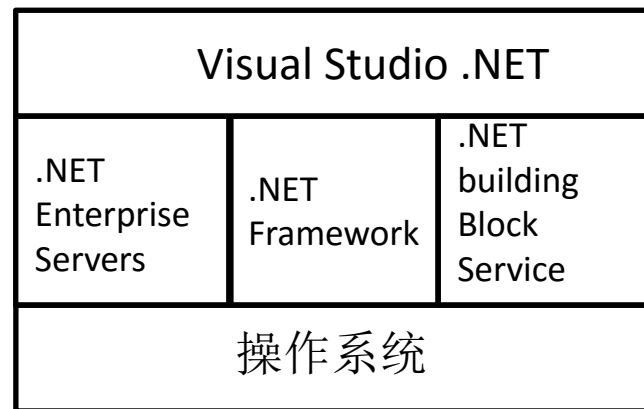 Visual Studio .NET
.NET
Enterprise
Servers
.NET
Framework
.NET
building
Block
Service
操作系统